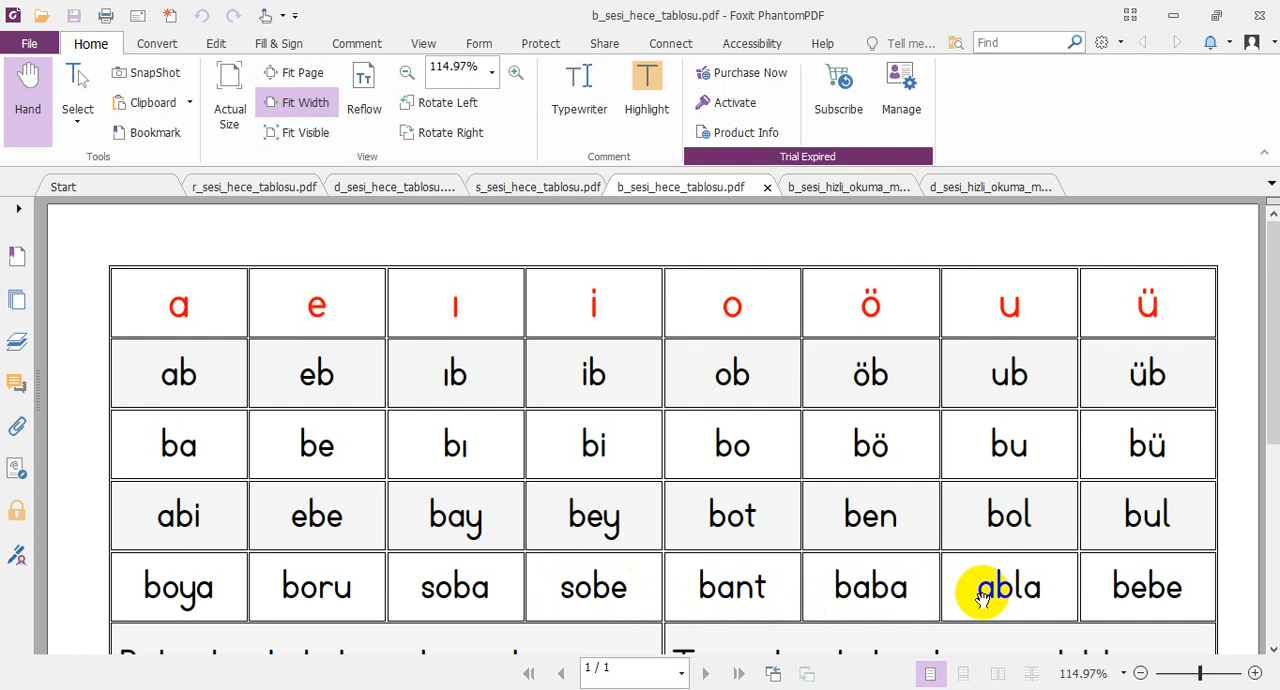 b_sesi_hece_tablosu.pdf - Foxit PhantomPDF
File Home Convert Edit Fill & Sign Comment View Form Protect Share Connect Accessibility Help Tell me... Find
Hand
Select
SnapShot
Clipboard
Bookmark
Tools
Actual Size
Fit Page
Fit Width
Fit Visible
Reflow
114.97%
Rotate Left
Rotate Right
View
Typewriter
Highlight
Comment
Purchase Now
Activate
Product Info
Subscribe
Manage
Trial Expired
Start r_sesi_hece_tablosu.pdf d_sesi_hece_tablosu.... s_sesi_hece_tablosu.pdf b_sesi_hece_tablosu.pdf b_sesi_hizli_okuma_m... d_sesi_hizli_okuma_m...
a e ı i o ö u ü
ab eb ıb ib ob öb ub üb
ba be bı bi bo bö bu bü
abi ebe bay bey bot ben bol bul
boya boru soba sobe bant baba abla bebe
1 / 1
114.97%